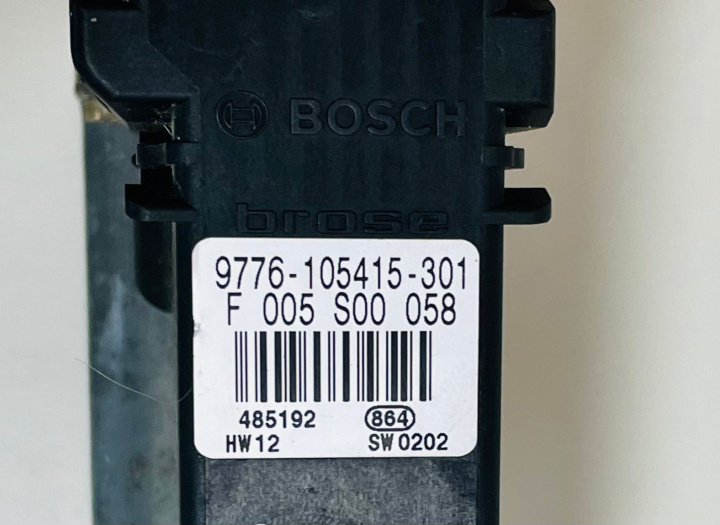 BOSCH
brose
9776-105415-301
F 005 S00 058
485192 864
HW12 SW0202